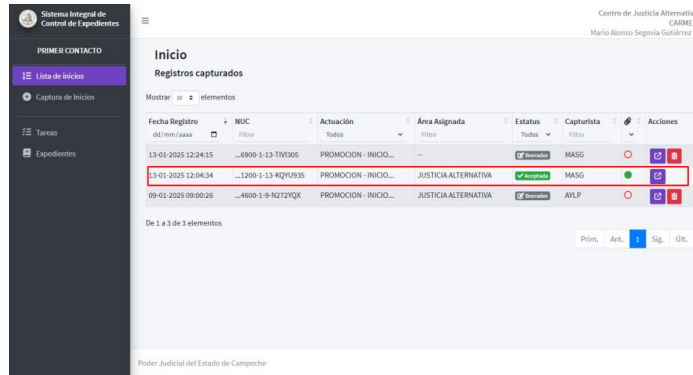 Sistema Integral de
Control de Expedientes
Centro de Justicia Alternativ
CARME
Mario Alonso Segovia Gutiérrez
PRIMER CONTACTO
Lista de inicios
Captura de Inicios
Tareas
Expedientes
Inicio
Registros capturados
Mostrar 10 elementos
Fecha Registro NUC Actuación Área Asignada Estatus Capturista Acciones
dd/mm/aaaa Filtro Todos Filtro Todos Filtro
13-01-2025 12:24:15 ...6900-1-13-TIVI305 PROMOCION - INICIO... -- Borrador MASG
13-01-2025 12:04:34 ...1200-1-13-KQYU935 PROMOCION - INICIO... JUSTICIA ALTERNATIVA Aceptada MASG
09-01-2025 09:00:26 ...4600-1-9-N272YQX PROMOCION - INICIO... JUSTICIA ALTERNATIVA Borrador AYLP
De 1 a 3 de 3 elementos
Prim. Ant. 1 Sig. Últ.
Poder Judicial del Estado de Campeche